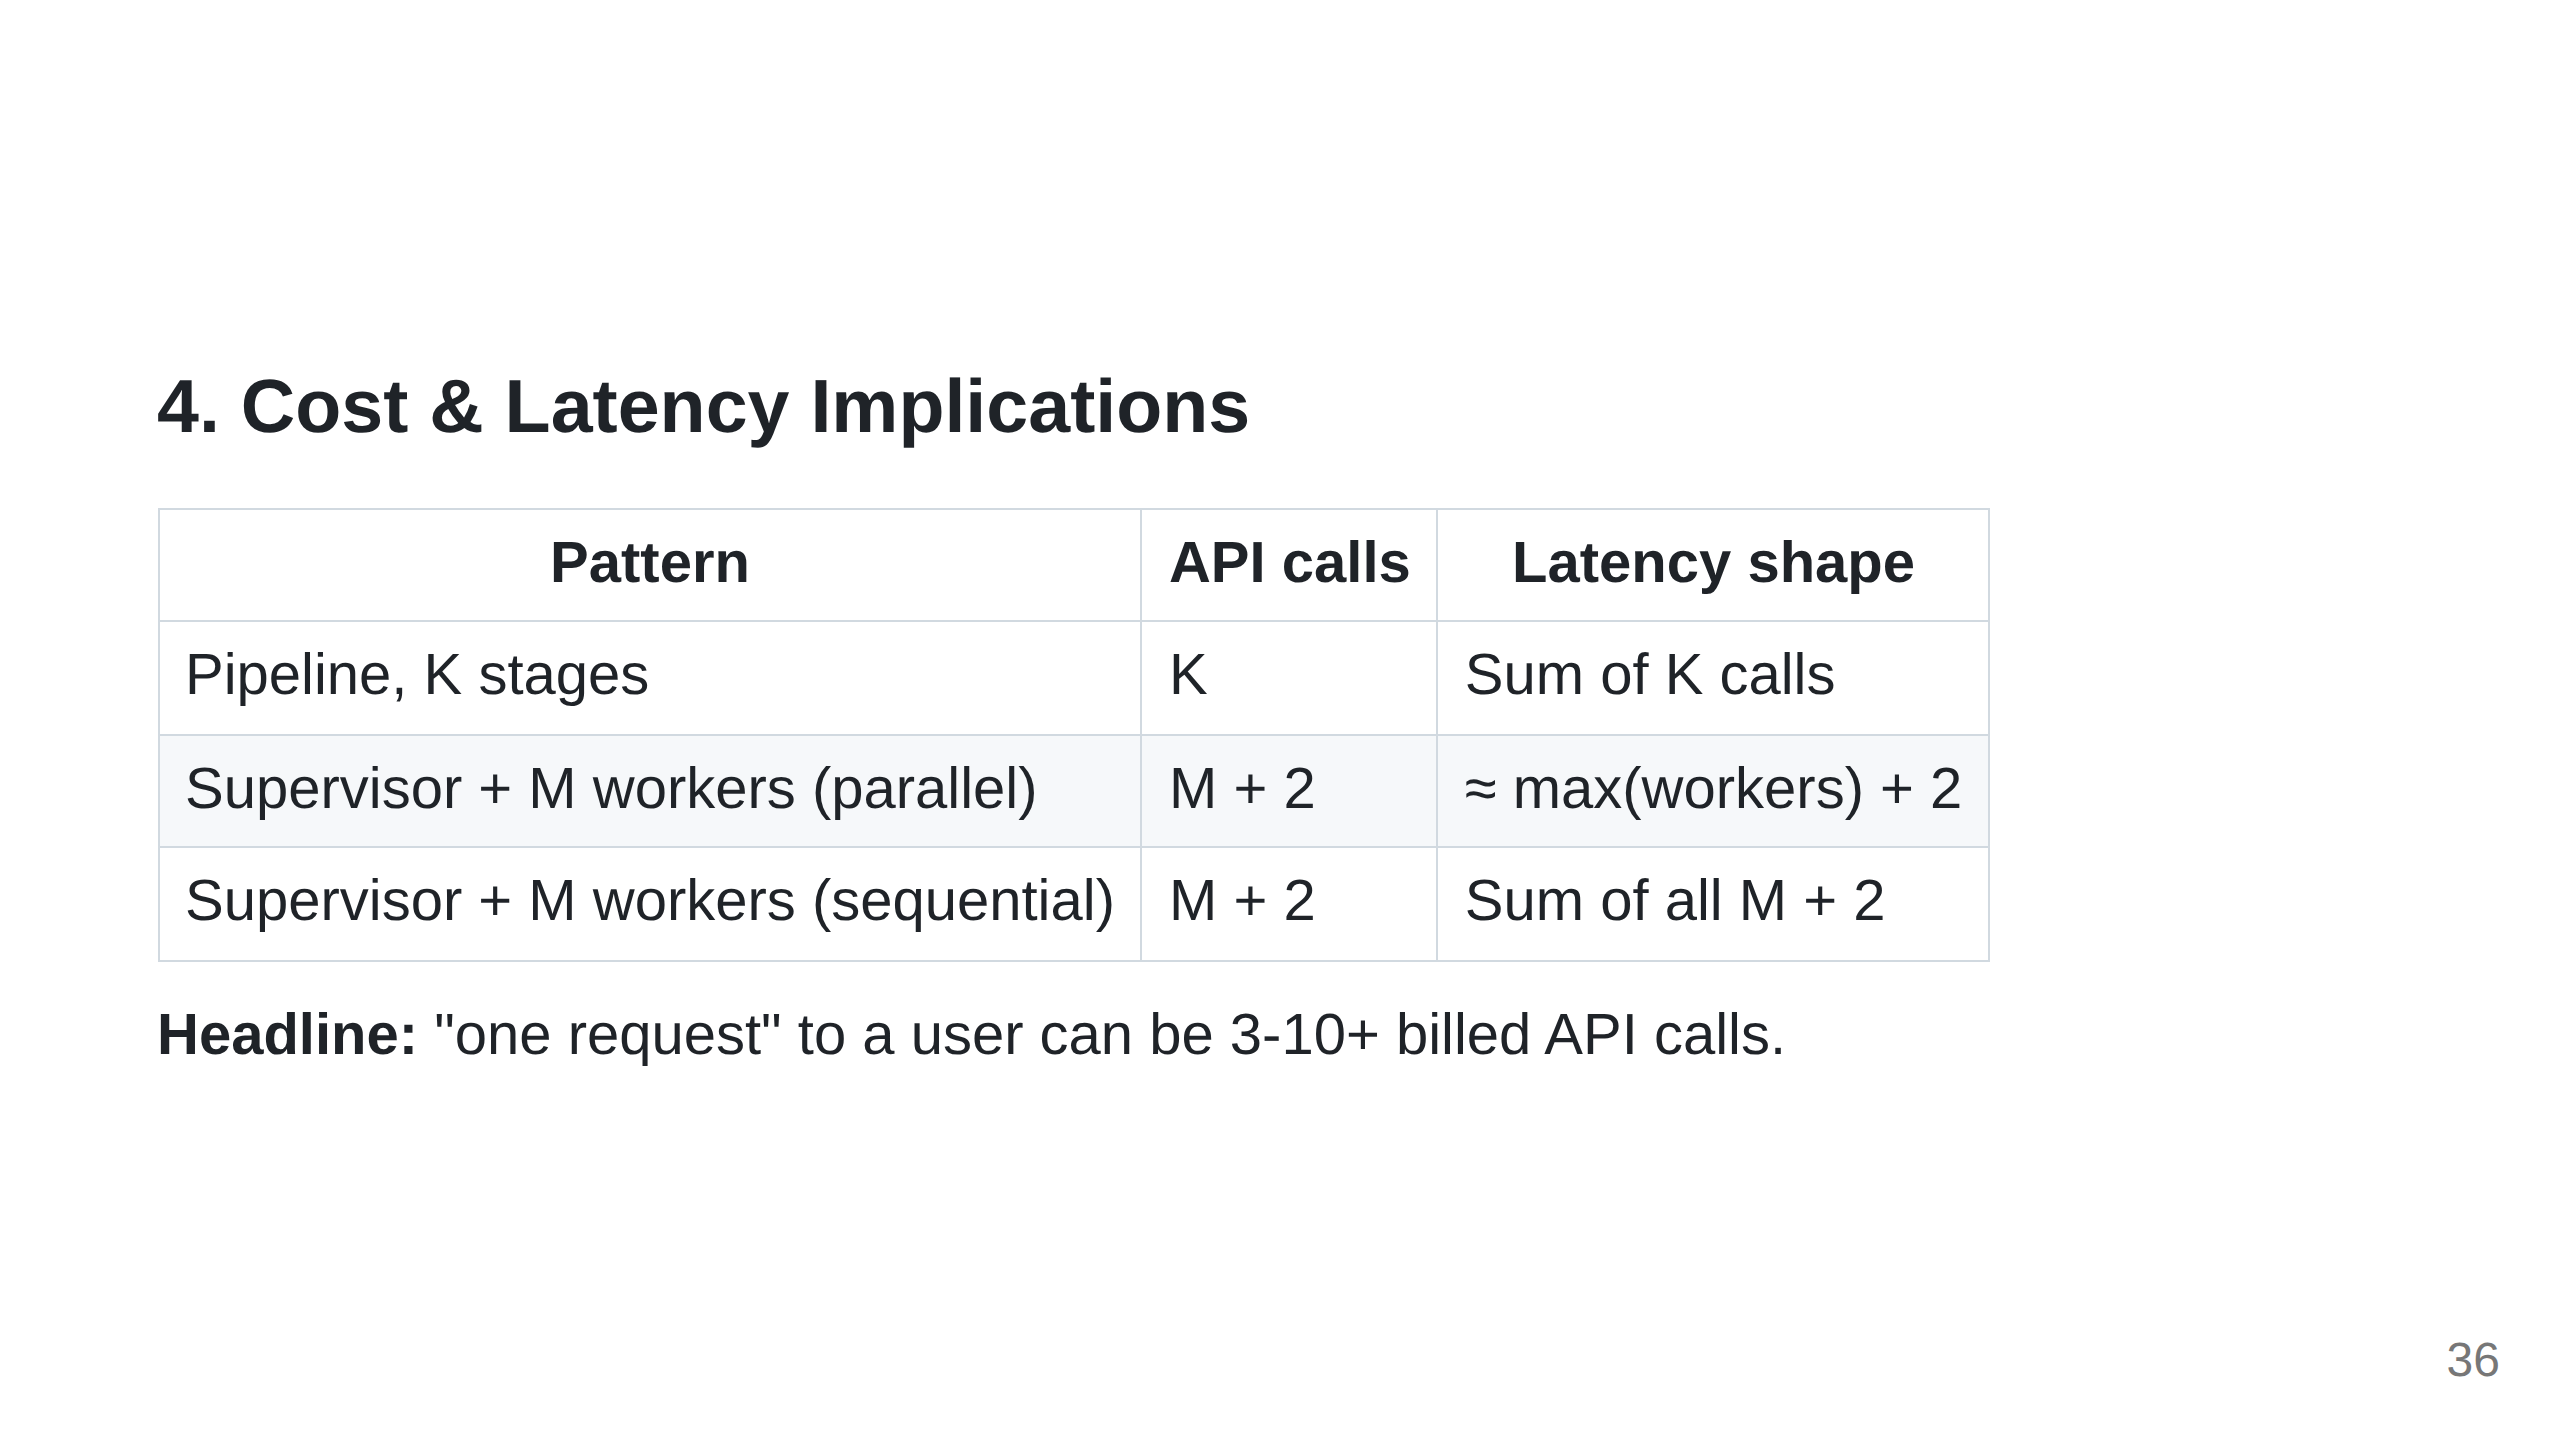 4. Cost & Latency Implications
Pattern API calls Latency shape
Pipeline, K stages K Sum of K calls
Supervisor + M workers (parallel) M + 2 ≈ max(workers) + 2
Supervisor + M workers (sequential) M + 2 Sum of all M + 2
Headline: "one request" to a user can be 3-10+ billed API calls.
36